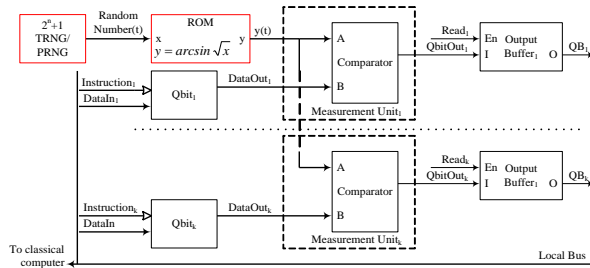 2ⁿ+1
TRNG/
PRNG
Random
Number(t)
ROM
x y
y = arcsin √x
y(t)
A
Comparator
B
Measurement Unit₁
Read₁
QbitOut₁
En Output
I Buffer₁ O
QB₁
Instruction₁
DataIn₁
Qbit₁
DataOut₁
A
Comparator
B
Measurement Unitₖ
Readₖ
QbitOutₖ
En Output
I Buffer₁ O
QBₖ
Instructionₖ
DataIn
Qbitₖ
DataOutₖ
To classical
computer
Local Bus